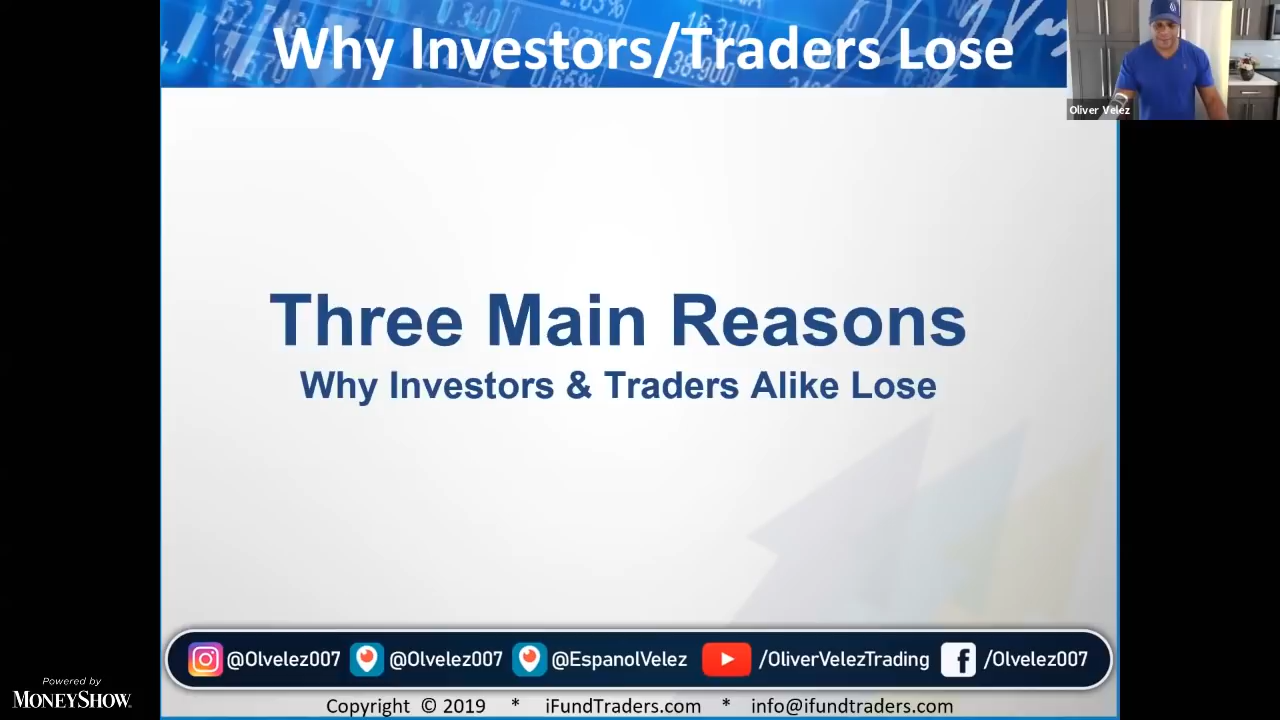 Why Investors/Traders Lose
Oliver Velez
Three Main Reasons
Why Investors & Traders Alike Lose
@Olvelez007 @Olvelez007 @EspanolVelez /OliverVelezTrading /Olvelez007
Copyright © 2019 * iFundTraders.com * info@ifundtraders.com
Powered by
MONEYSHOW